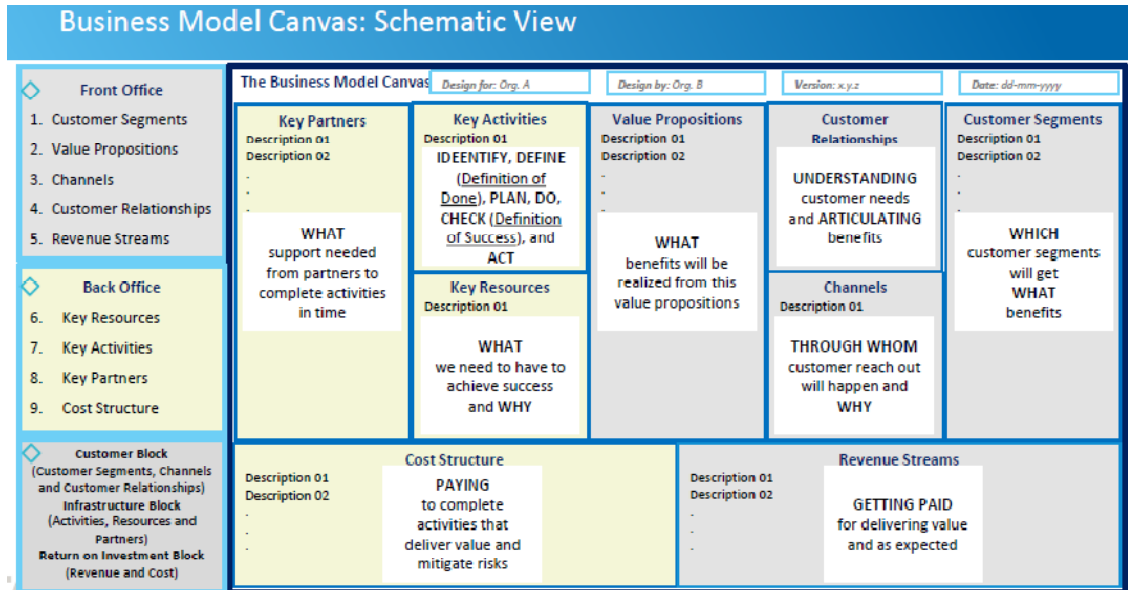 Business Model Canvas: Schematic View
Front Office
1. Customer Segments
2. Value Propositions
3. Channels
4. Customer Relationships
5. Revenue Streams
Back Office
6. Key Resources
7. Key Activities
8. Key Partners
9. Cost Structure
Customer Block
(Customer Segments, Channels
and Customer Relationships)
Infrastructure Block
(Activities, Resources and
Partners)
Return on Investment Block
(Revenue and Cost)
The Business Model Canvas
Design for: Org. A
Design by: Org. B
Version: x.y.z
Date: dd-mm-yyyy
Key Partners
Description 01
Description 02
.
.
.
WHAT
support needed
from partners to
complete activities
in time
Key Activities
Description 01
IDEENTIFY, DEFINE
(Definition of
Done), PLAN, DO,
CHECK (Definition
of Success), and
ACT
Key Resources
Description 01
WHAT
we need to have to
achieve success
and WHY
Value Propositions
Description 01
Description 02
.
.
.
WHAT
benefits will be
realized from this
value propositions
Customer
Relationships
UNDERSTANDING
customer needs
and ARTICULATING
benefits
Channels
Description 01
THROUGH WHOM
customer reach out
will happen and
WHY
Customer Segments
Description 01
Description 02
.
.
.
WHICH
customer segments
will get
WHAT
benefits
Cost Structure
Description 01
Description 02
.
.
.
PAYING
to complete
activities that
deliver value and
mitigate risks
Revenue Streams
Description 01
Description 02
.
.
.
GETTING PAID
for delivering value
and as expected